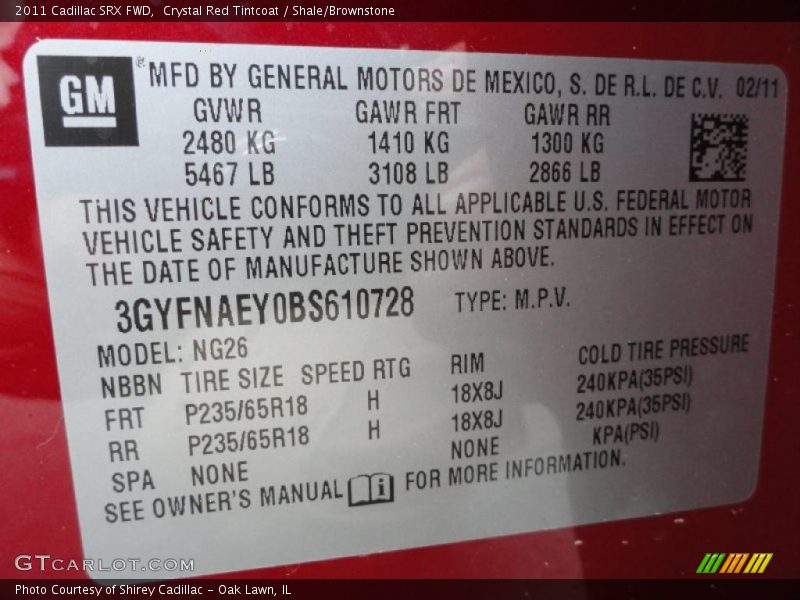 2011 Cadillac SRX FWD,  Crystal Red Tintcoat / Shale/Brownstone
GM ® MFD BY GENERAL MOTORS DE MEXICO, S. DE R.L. DE C.V. 02/11
GVWR GAWR FRT GAWR RR
2480 KG 1410 KG 1300 KG
5467 LB 3108 LB 2866 LB
THIS VEHICLE CONFORMS TO ALL APPLICABLE U.S. FEDERAL MOTOR
VEHICLE SAFETY AND THEFT PREVENTION STANDARDS IN EFFECT ON
THE DATE OF MANUFACTURE SHOWN ABOVE.
3GYFNAEY0BS610728 TYPE: M.P.V.
MODEL: NG26
NBBN TIRE SIZE SPEED RTG RIM COLD TIRE PRESSURE
FRT P235/65R18 H 18X8J 240KPA(35PSI)
RR P235/65R18 H 18X8J 240KPA(35PSI)
SPA NONE NONE KPA(PSI)
SEE OWNER'S MANUAL i FOR MORE INFORMATION.
GTCARLOT.COM
Photo Courtesy of Shirey Cadillac - Oak Lawn, IL